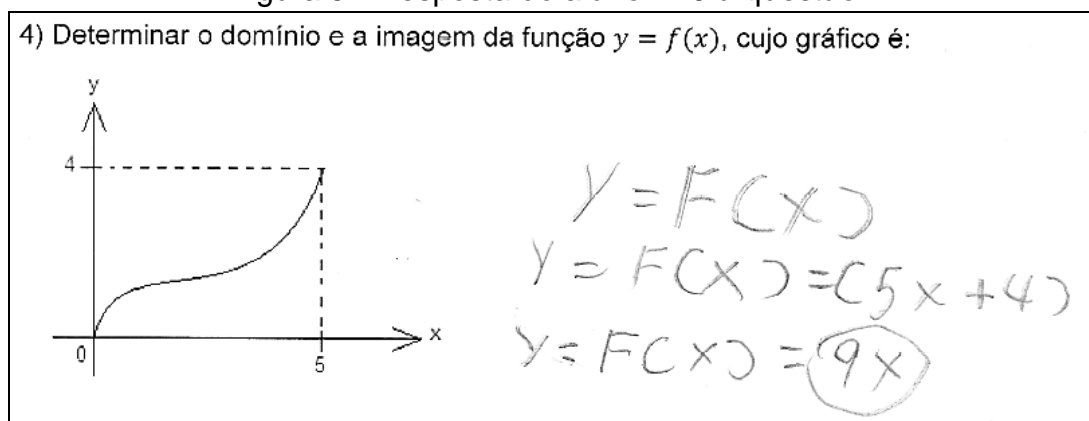 4) Determinar o domínio e a imagem da função y = f(x), cujo gráfico é:
y
4
0
5
x
y = F(x)
y = F(x) = (5x + 4)
y = F(x) = 9x